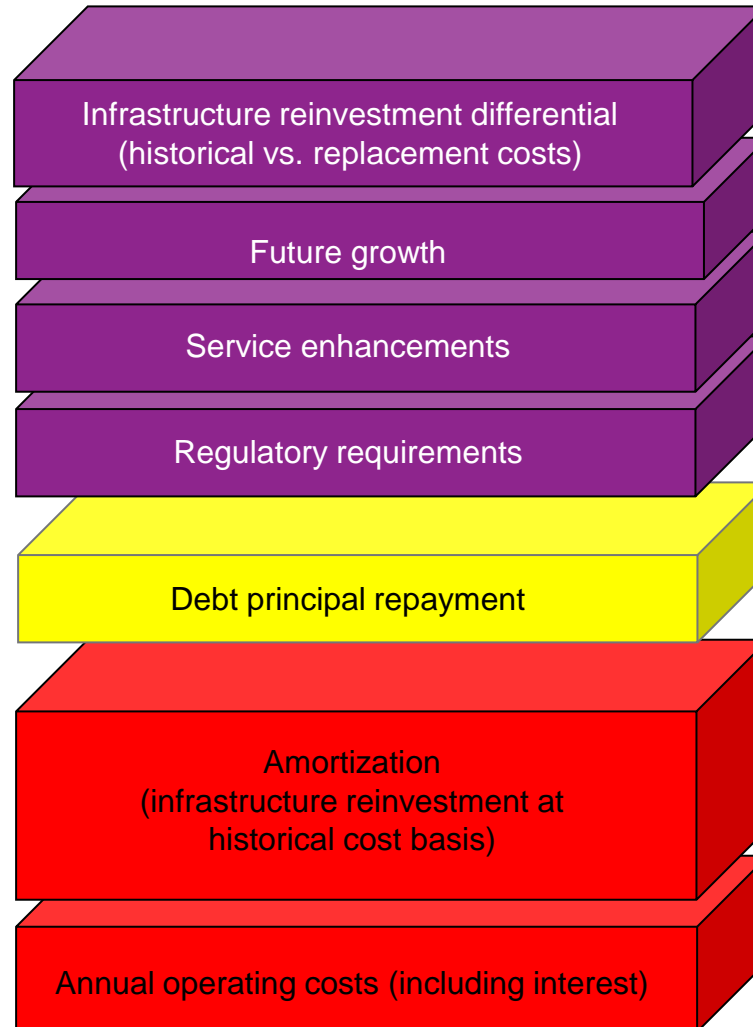 Infrastructure reinvestment differential
(historical vs. replacement costs)
Future growth
Service enhancements
Regulatory requirements
Debt principal repayment
Amortization
(infrastructure reinvestment at
historical cost basis)
Annual operating costs (including interest)